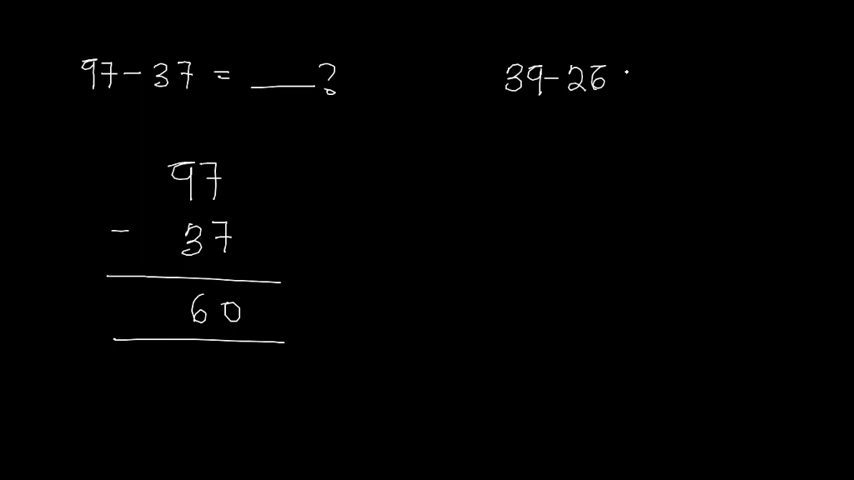 97 - 37 = ___?
39 - 26
97
- 37
60